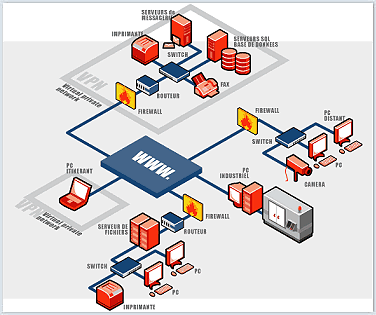 SERVEURS de
MESSAGERIE
IMPRIMANTE
SERVEURS SQL
BASE DE DONNEES
SWITCH
VPN
Virtual private
network
ROUTEUR
FAX
FIREWALL
FIREWALL
PC
DISTANT
SWITCH
PC
CAMERA
WWW.
PC
ITINERANT
PC
INDUSTRIEL
VPN
Virtual private
network
FIREWALL
SERVEUR DE
FICHIERS
ROUTEUR
SWITCH
PC
PC
IMPRIMANTE